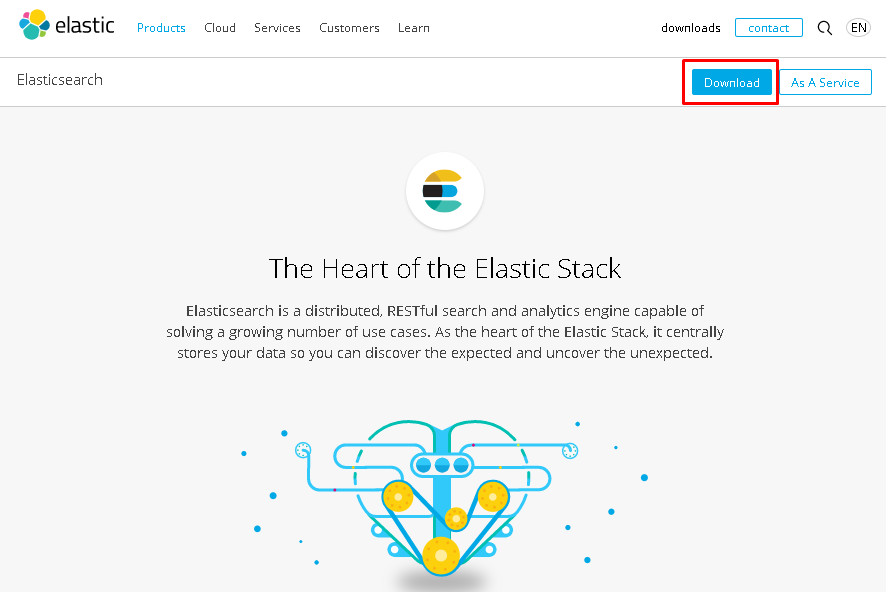 elastic Products Cloud Services Customers Learn downloads contact EN
Elasticsearch Download As A Service
The Heart of the Elastic Stack
Elasticsearch is a distributed, RESTful search and analytics engine capable of
solving a growing number of use cases. As the heart of the Elastic Stack, it centrally
stores your data so you can discover the expected and uncover the unexpected.